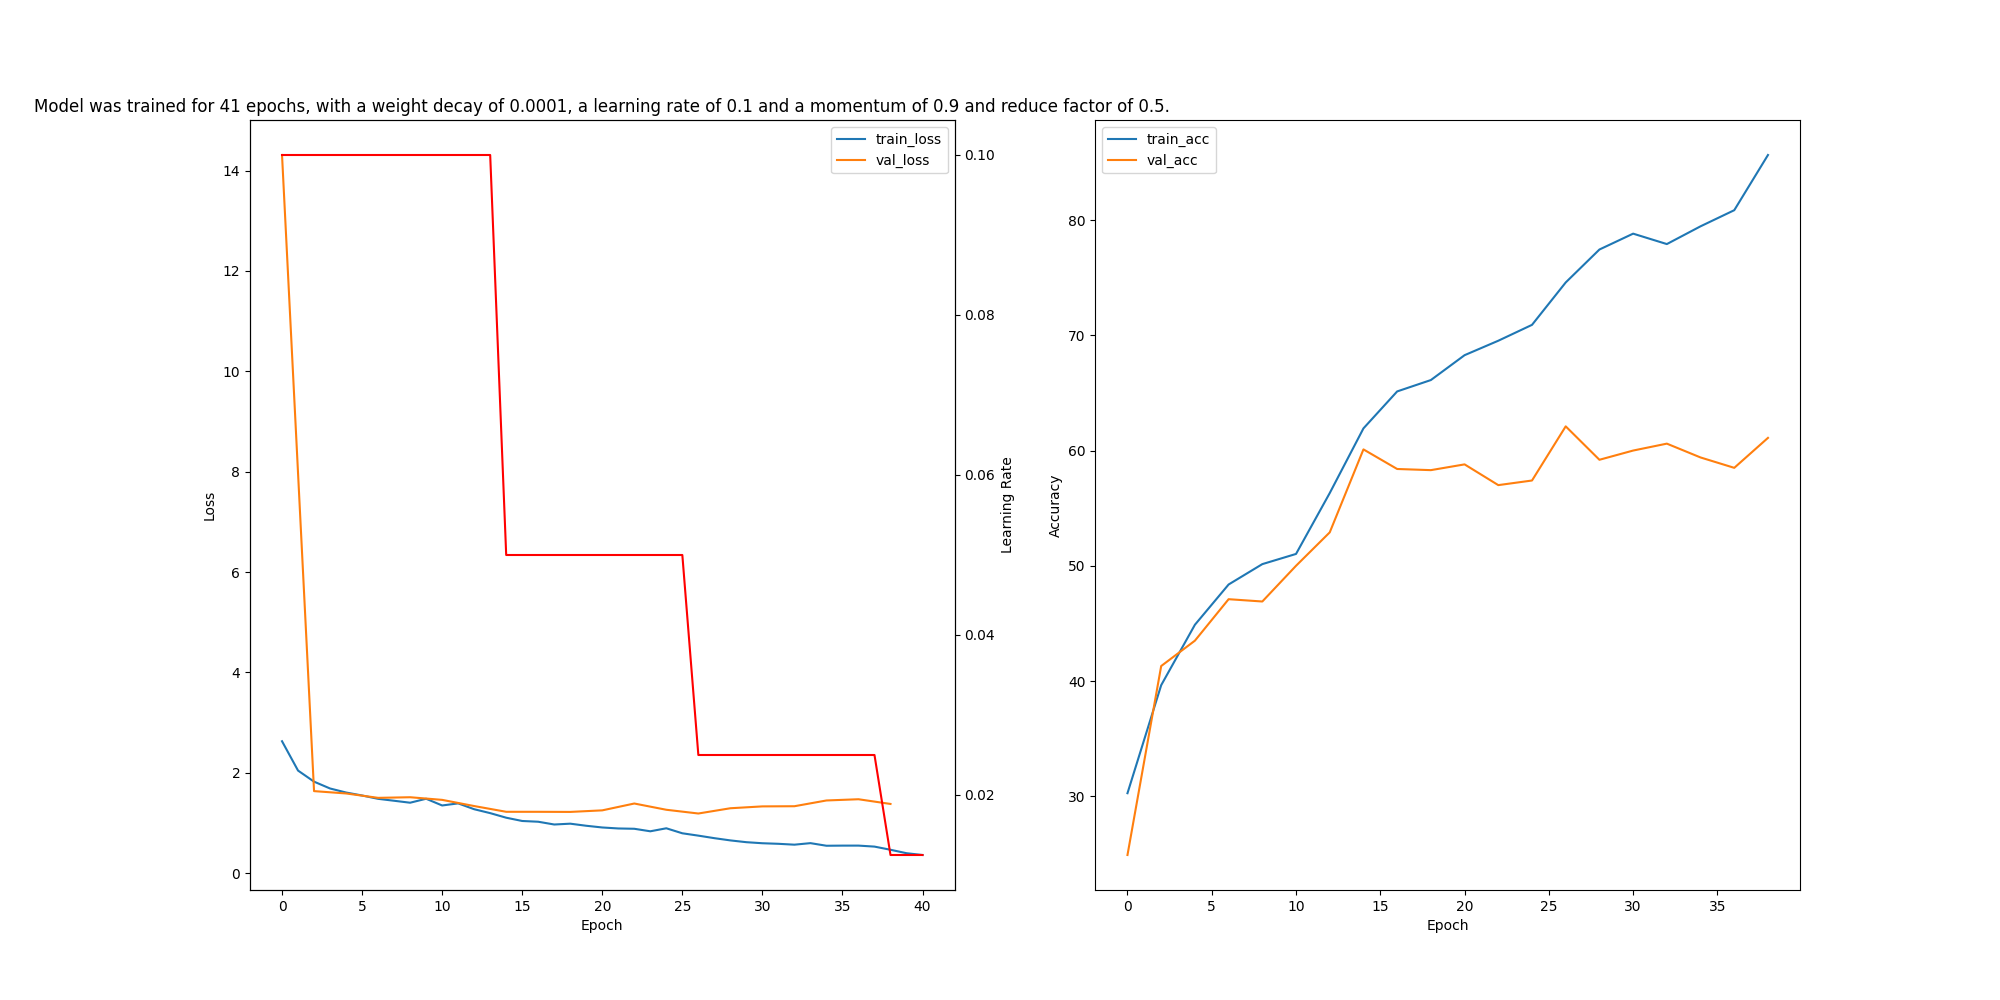 Model was trained for 41 epochs, with a weight decay of 0.0001, a learning rate of 0.1 and a momentum of 0.9 and reduce factor of 0.5.
train_loss
val_loss
14
12
10
8
6
4
2
0
Loss
0 5 10 15 20 25 30 35 40
Epoch
0.10
0.08
0.06
0.04
0.02
Learning Rate
train_acc
val_acc
80
70
60
50
40
30
Accuracy
0 5 10 15 20 25 30 35
Epoch